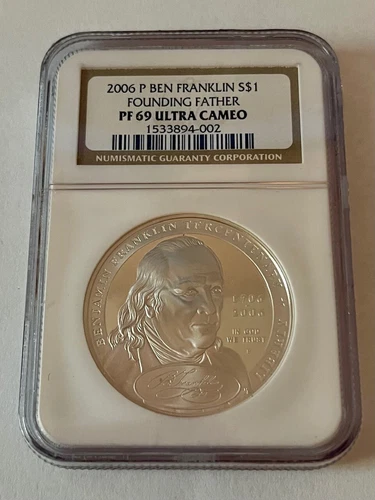 2006 P BEN FRANKLIN S$1
FOUNDING FATHER
PF 69 ULTRA CAMEO
1533894-002
NUMISMATIC GUARANTY CORPORATION
BENJAMIN FRANKLIN TERCENTENARY
1706
2006
IN GOD
WE TRUST
P
LIBERTY
B Franklin